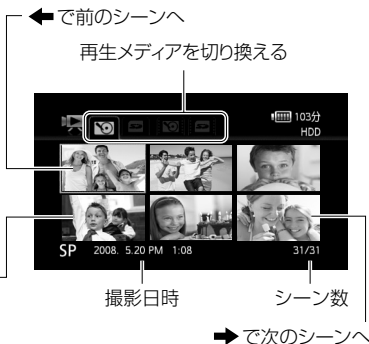 ⬅で前のシーンへ
再生メディアを切り換える
103分
HDD
SP 2008. 5.20 PM 1:08 31/31
撮影日時 シーン数
➡で次のシーンへ